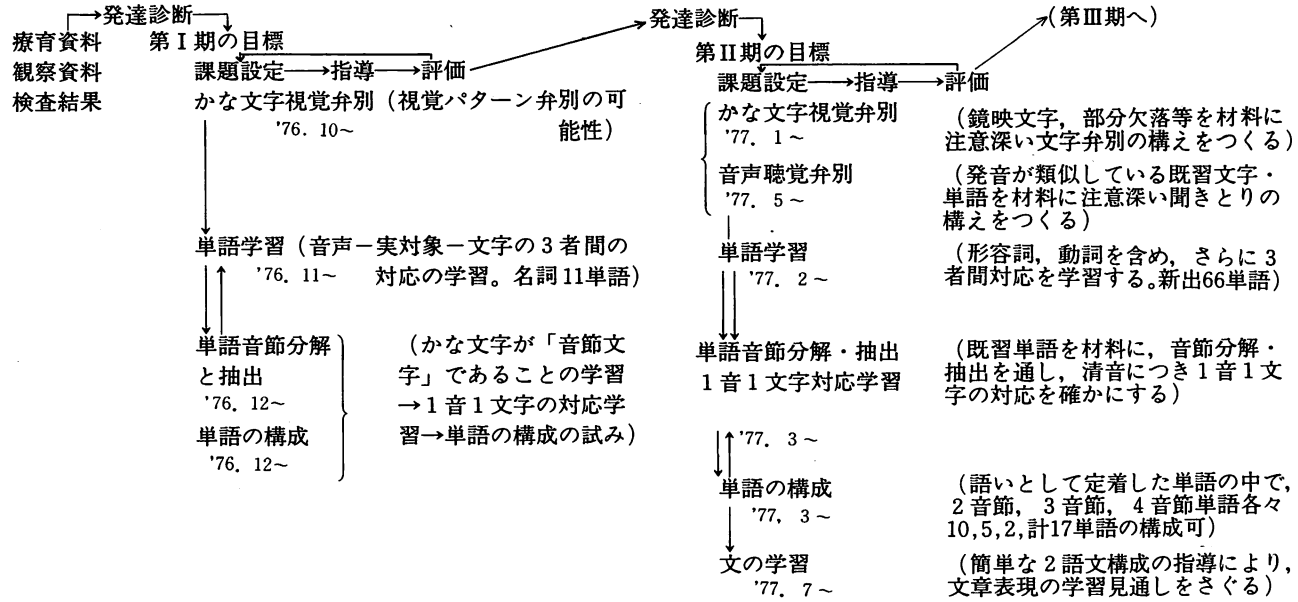 発達診断
療育資料
観察資料
検査結果
第Ⅰ期の目標
課題設定→指導→評価
かな文字視覚弁別（視覚パターン弁別の可
能性）
'76. 10～
単語学習（音声－実対象－文字の3者間の
'76. 11～
対応の学習。名詞11単語）
単語音節分解
と抽出
'76. 12～
単語の構成
'76. 12～
（かな文字が「音節文
字」であることの学習
→1音1文字の対応学
習→単語の構成の試み）
発達診断
（第Ⅲ期へ）
第Ⅱ期の目標
課題設定→指導→評価
かな文字視覚弁別
'77. 1～
（鏡映文字，部分欠落等を材料に
注意深い文字弁別の構えをつくる）
音声聴覚弁別
'77. 5～
（発音が類似している既習文字・
単語を材料に注意深い聞きとりの
構えをつくる）
単語学習
'77. 2～
（形容詞，動詞を含め，さらに3
者間対応を学習する。新出66単語）
単語音節分解・抽出
1音1文字対応学習
（既習単語を材料に，音節分解・
抽出を通し，清音につき1音1文
字の対応を確かにする）
'77. 3～
単語の構成
'77, 3～
（語いとして定着した単語の中で，
2音節，3音節，4音節単語各々
10,5,2,計17単語の構成可）
文の学習
'77. 7～
（簡単な2語文構成の指導により，
文章表現の学習見通しをさぐる）